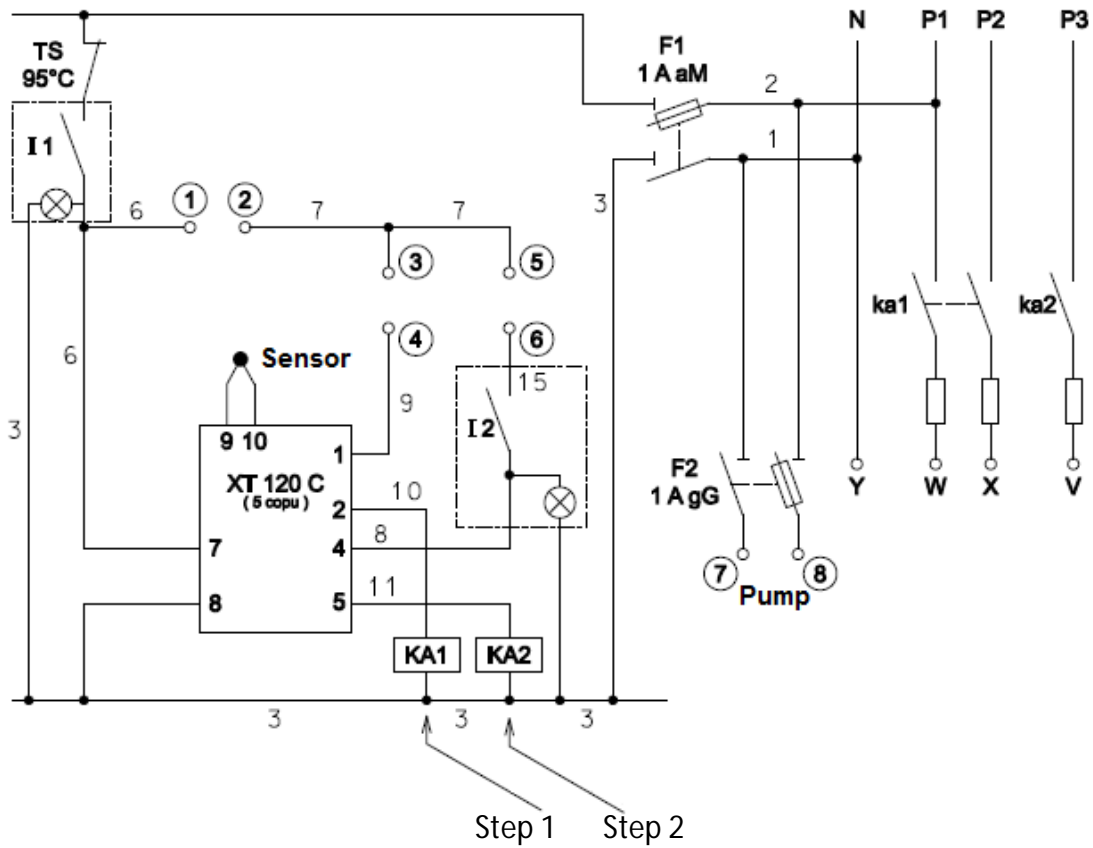 N P1 P2 P3
F1
1 A aM
TS
95°C
2
I1
1
3
6 1 2 7 7
3 5
ka1 ka2
4 6
6 Sensor
15
9
3
9 10
I2
1
XT 120 C
( 5 copu )
10
2
F2
1 A gG
Y W X V
8
7 4
11
7 8
Pump
8 5
KA1 KA2
3 3 3
Step 1 Step 2